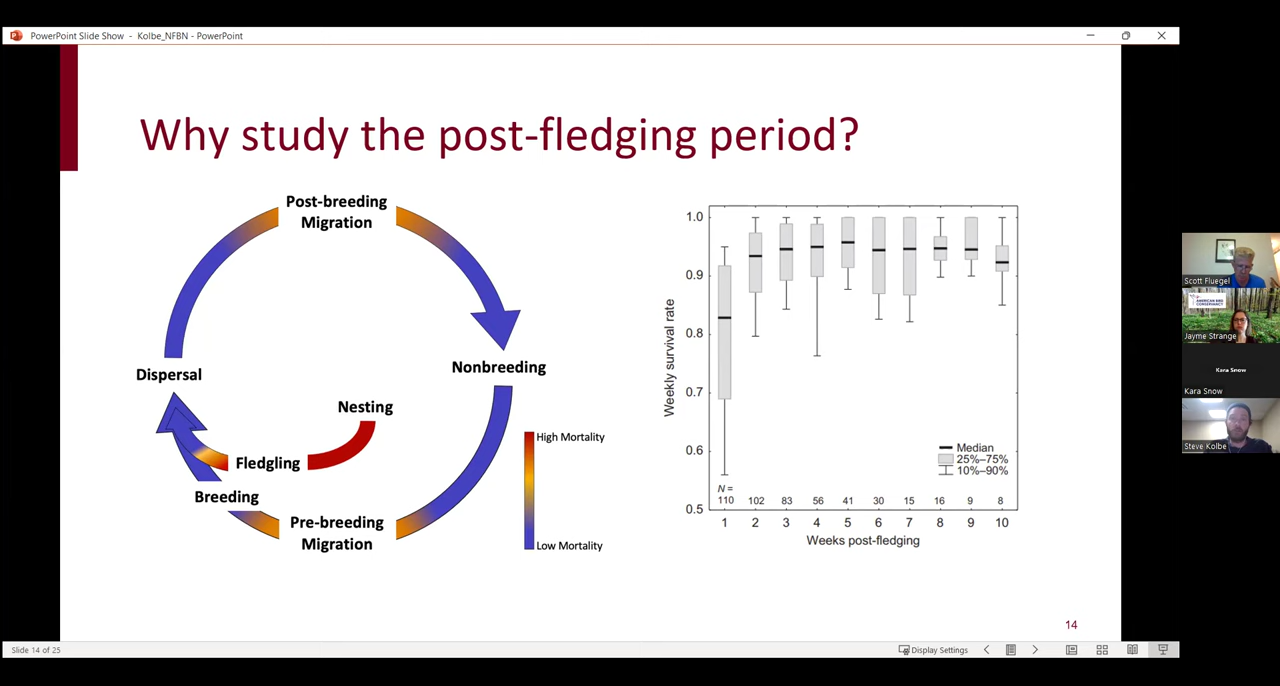 PowerPoint Slide Show - Kolbe_NFBN - PowerPoint
Why study the post-fledging period?
Post-breeding
Migration
Dispersal
Nonbreeding
Nesting
Fledgling
Breeding
Pre-breeding
Migration
High Mortality
Low Mortality
Weekly survival rate
1.0
0.9
0.8
0.7
0.6
0.5
Median
25%–75%
10%–90%
N =
110 102 83 56 41 30 15 16 9 8
1 2 3 4 5 6 7 8 9 10
Weeks post-fledging
14
Slide 14 of 25
Display Settings
Scott Fluegel
AMERICAN BIRD
CONSERVANCY
Jayme Strange
Kara Snow
Kara Snow
Steve Kolbe